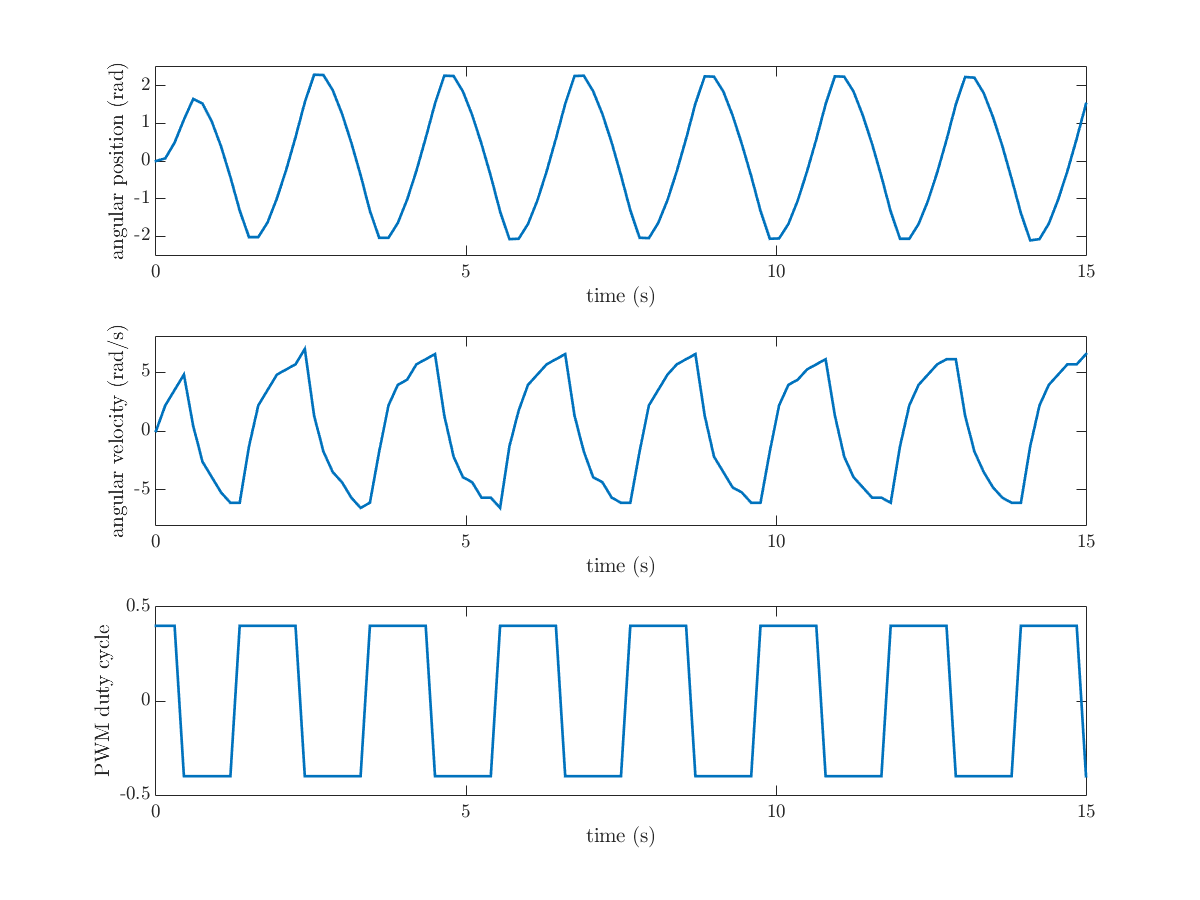 angular position (rad)
2
1
0
-1
-2
0 5 10 15
time (s)
angular velocity (rad/s)
5
0
-5
0 5 10 15
time (s)
PWM duty cycle
0.5
0
-0.5
0 5 10 15
time (s)